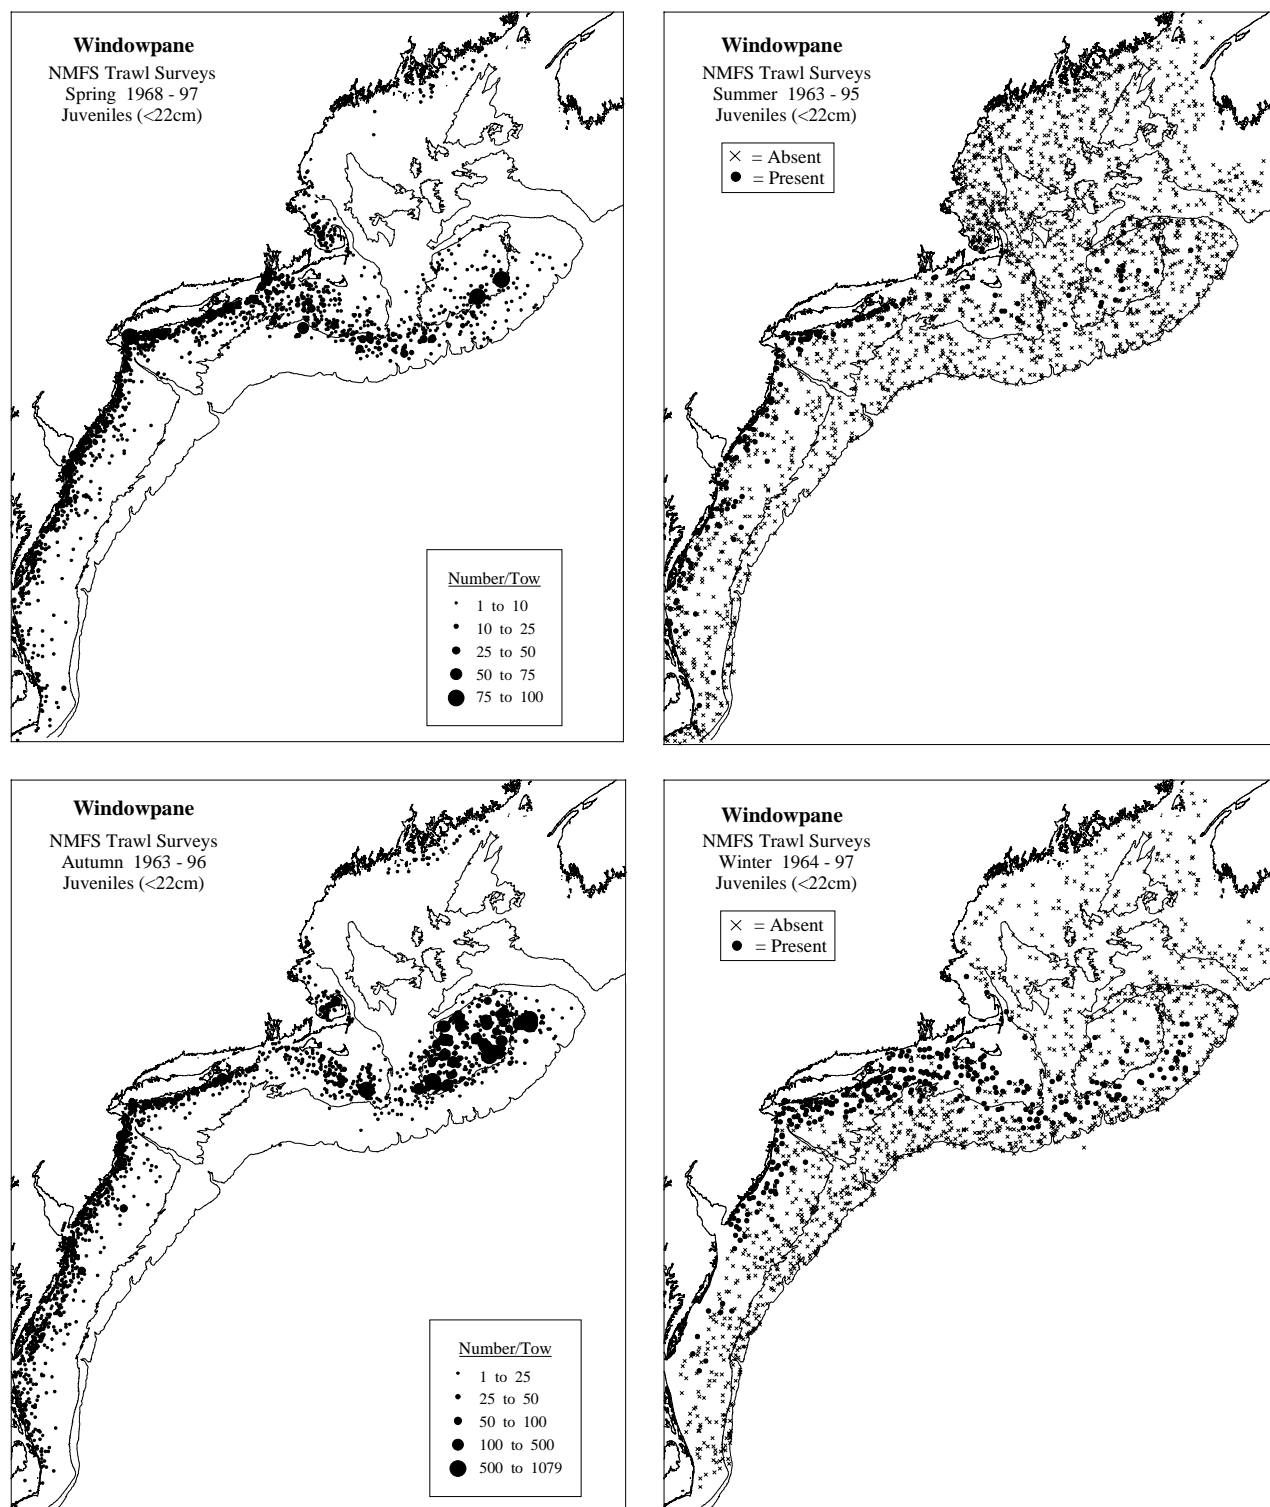 Windowpane
NMFS Trawl Surveys
Spring 1968 - 97
Juveniles (<22cm)
Number/Tow
1 to 10
10 to 25
25 to 50
50 to 75
75 to 100
Windowpane
NMFS Trawl Surveys
Summer 1963 - 95
Juveniles (<22cm)
× = Absent
● = Present
Windowpane
NMFS Trawl Surveys
Autumn 1963 - 96
Juveniles (<22cm)
Number/Tow
1 to 25
25 to 50
50 to 100
100 to 500
500 to 1079
Windowpane
NMFS Trawl Surveys
Winter 1964 - 97
Juveniles (<22cm)
× = Absent
● = Present